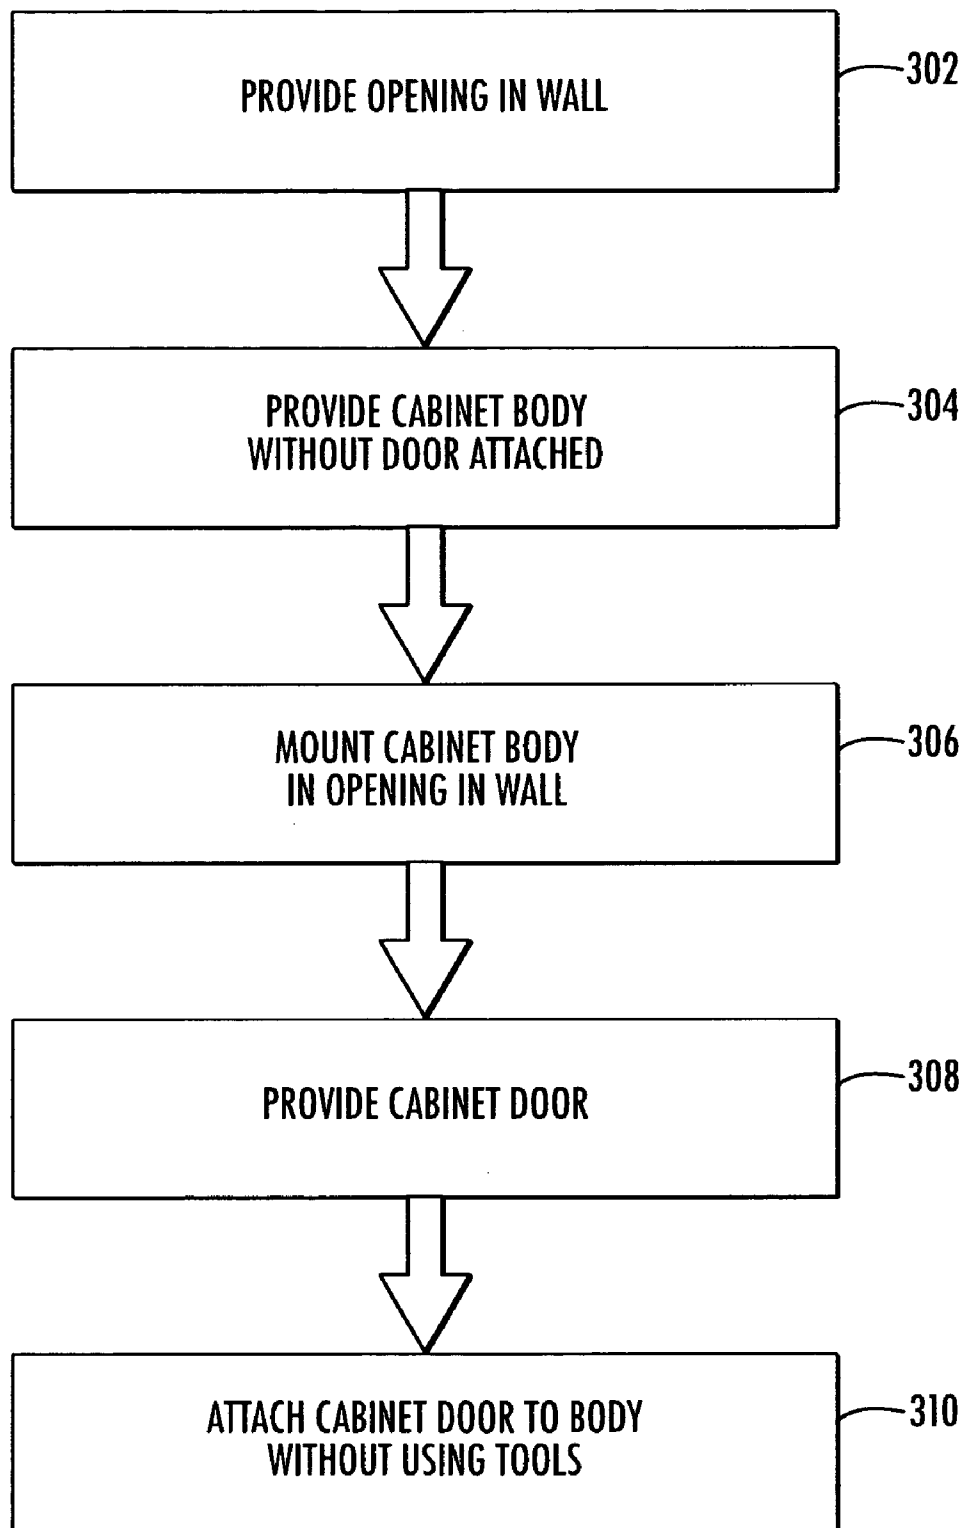 PROVIDE OPENING IN WALL
302
PROVIDE CABINET BODY
WITHOUT DOOR ATTACHED
304
MOUNT CABINET BODY
IN OPENING IN WALL
306
PROVIDE CABINET DOOR
308
ATTACH CABINET DOOR TO BODY
WITHOUT USING TOOLS
310